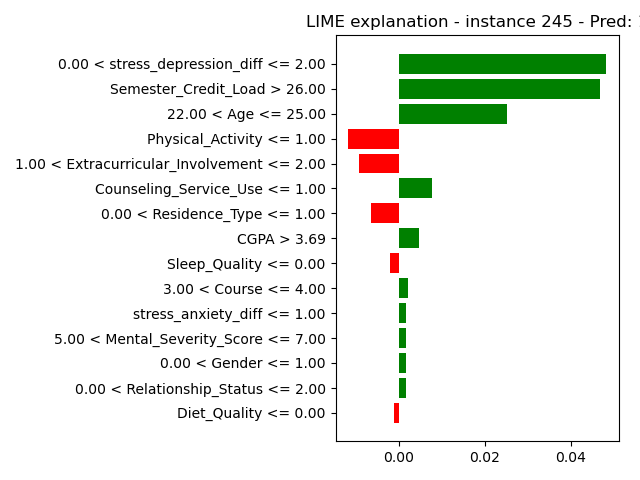 LIME explanation - instance 245 - Pred:
0.00 < stress_depression_diff <= 2.00
Semester_Credit_Load > 26.00
22.00 < Age <= 25.00
Physical_Activity <= 1.00
1.00 < Extracurricular_Involvement <= 2.00
Counseling_Service_Use <= 1.00
0.00 < Residence_Type <= 1.00
CGPA > 3.69
Sleep_Quality <= 0.00
3.00 < Course <= 4.00
stress_anxiety_diff <= 1.00
5.00 < Mental_Severity_Score <= 7.00
0.00 < Gender <= 1.00
0.00 < Relationship_Status <= 2.00
Diet_Quality <= 0.00
0.00 0.02 0.04